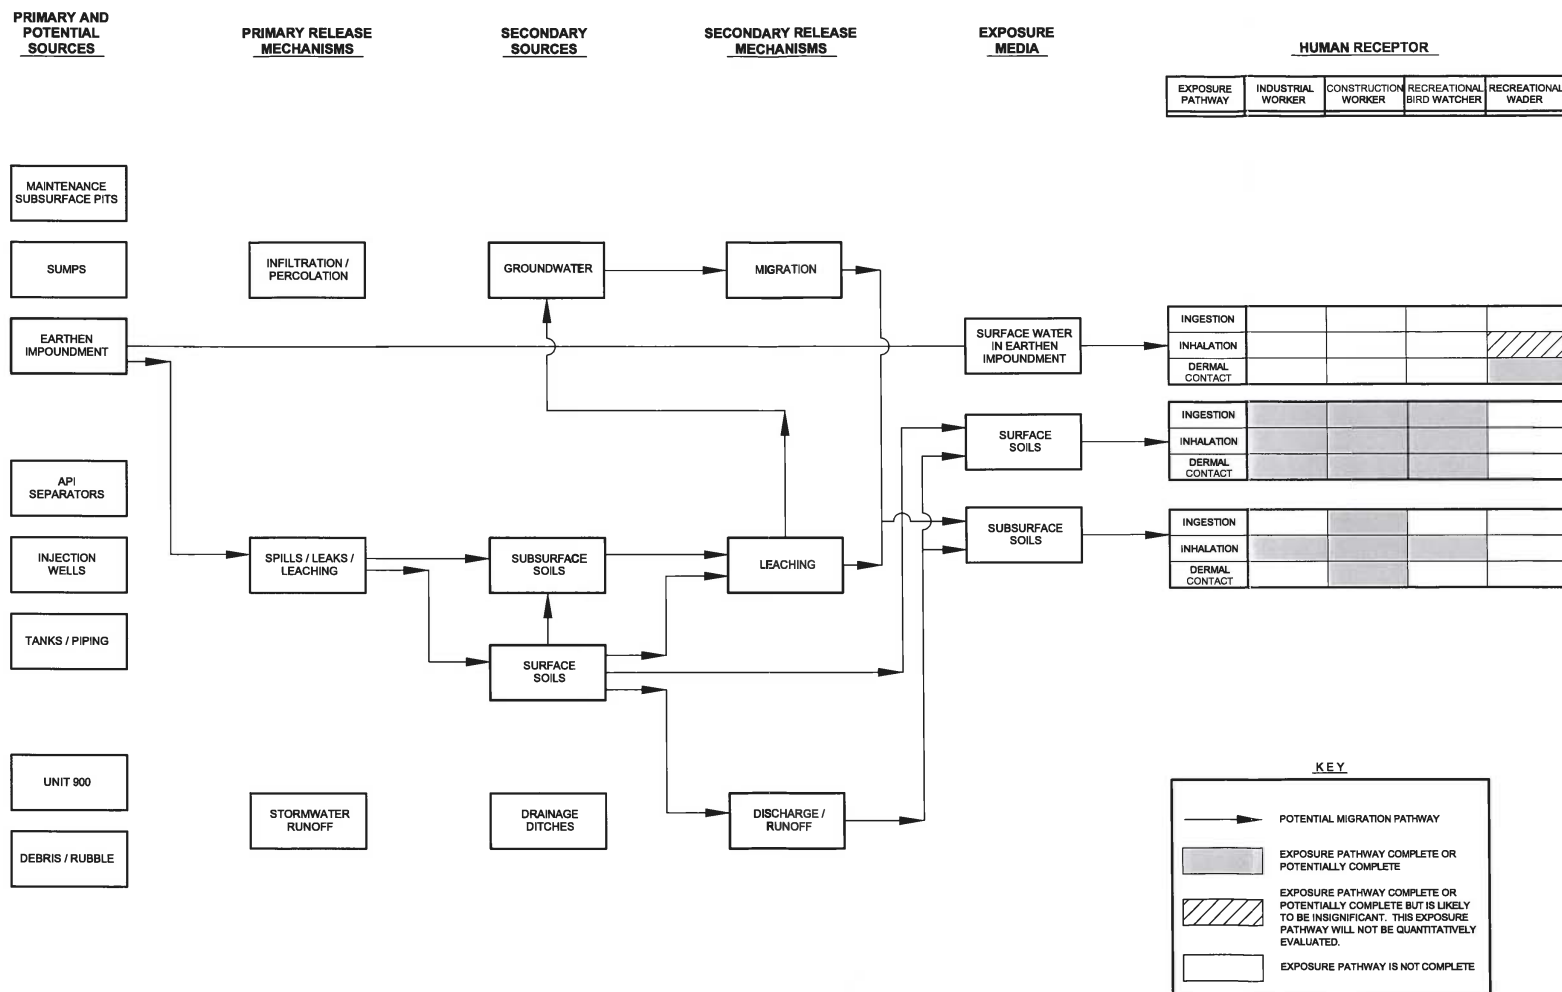 PRIMARY AND
POTENTIAL
SOURCES
PRIMARY RELEASE
MECHANISMS
SECONDARY
SOURCES
SECONDARY RELEASE
MECHANISMS
EXPOSURE
MEDIA
HUMAN RECEPTOR
EXPOSURE
PATHWAY
INDUSTRIAL
WORKER
CONSTRUCTION
WORKER
RECREATIONAL
BIRD WATCHER
RECREATIONAL
WADER
MAINTENANCE
SUBSURFACE PITS
SUMPS
INFILTRATION /
PERCOLATION
GROUNDWATER
MIGRATION
EARTHEN
IMPOUNDMENT
SURFACE WATER
IN EARTHEN
IMPOUNDMENT
INGESTION
INHALATION
DERMAL
CONTACT
SURFACE
SOILS
INGESTION
INHALATION
DERMAL
CONTACT
API
SEPARATORS
INJECTION
WELLS
SPILLS / LEAKS /
LEACHING
SUBSURFACE
SOILS
LEACHING
SUBSURFACE
SOILS
INGESTION
INHALATION
DERMAL
CONTACT
TANKS / PIPING
SURFACE
SOILS
UNIT 900
STORMWATER
RUNOFF
DRAINAGE
DITCHES
DISCHARGE /
RUNOFF
DEBRIS / RUBBLE
KEY
POTENTIAL MIGRATION PATHWAY
EXPOSURE PATHWAY COMPLETE OR
POTENTIALLY COMPLETE
EXPOSURE PATHWAY COMPLETE OR
POTENTIALLY COMPLETE BUT IS LIKELY
TO BE INSIGNIFICANT. THIS EXPOSURE
PATHWAY WILL NOT BE QUANTITATIVELY
EVALUATED.
EXPOSURE PATHWAY IS NOT COMPLETE